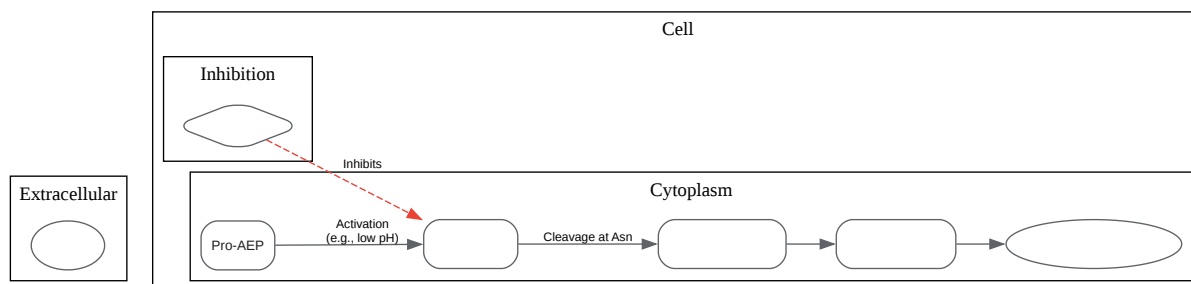 Cell
Inhibition
Inhibits
Extracellular
Cytoplasm
Pro-AEP
Activation
(e.g., low pH)
Cleavage at Asn